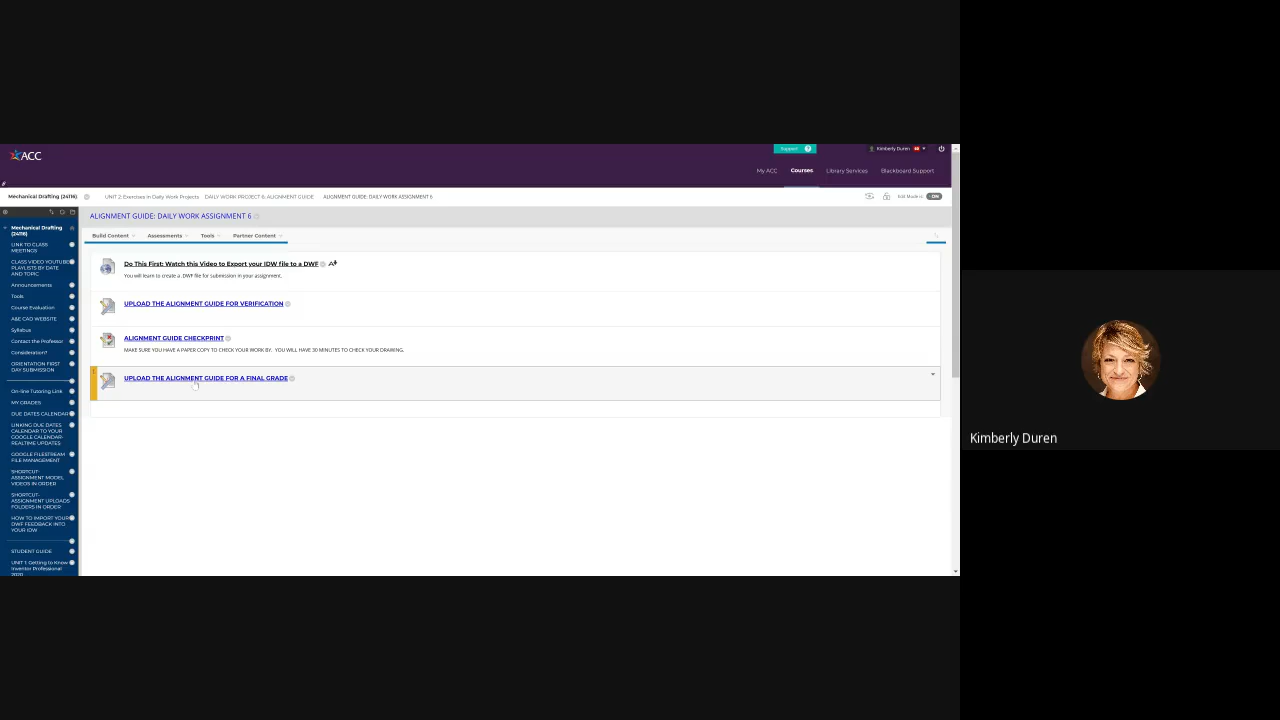 ACC
Support ?
Kimberly Duren
My ACC
Courses
Library Services
Blackboard Support
Mechanical Drafting (24116)
UNIT 2: Exercises in Daily Work Projects
DAILY WORK PROJECT 6: ALIGNMENT GUIDE
ALIGNMENT GUIDE: DAILY WORK ASSIGNMENT 6
Edit Mode is:
ON
ALIGNMENT GUIDE: DAILY WORK ASSIGNMENT 6
Build Content
Assessments
Tools
Partner Content
Mechanical Drafting
(24116)
LINK TO CLASS
MEETINGS
CLASS VIDEO YOUTUBE
PLAYLISTS BY DATE
AND TOPIC
Announcements
Tools
Course Evaluation
A&E CAD WEBSITE
Syllabus
Contact the Professor
Consideration?
ORIENTATION FIRST
DAY SUBMISSION
On-line Tutoring Link
MY GRADES
DUE DATES CALENDAR
LINKING DUE DATES
CALENDAR TO YOUR
GOOGLE CALENDAR-
REALTIME UPDATES
GOOGLE FILESTREAM
FILE MANAGEMENT
SHORTCUT-
ASSIGNMENT MODEL
VIDEOS IN ORDER
SHORTCUT-
ASSIGNMENT UPLOADS
FOLDERS IN ORDER
HOW TO IMPORT YOUR
DWF FEEDBACK INTO
YOUR IDW
STUDENT GUIDE
UNIT 1: Getting to Know
Inventor Professional
2020
Do This First: Watch this Video to Export your IDW file to a DWF
You will learn to create a .DWF file for submission in your assignment.
UPLOAD THE ALIGNMENT GUIDE FOR VERIFICATION
ALIGNMENT GUIDE CHECKPRINT
MAKE SURE YOU HAVE A PAPER COPY TO CHECK YOUR WORK BY. YOU WILL HAVE 30 MINUTES TO CHECK YOUR DRAWING.
UPLOAD THE ALIGNMENT GUIDE FOR A FINAL GRADE
Kimberly Duren